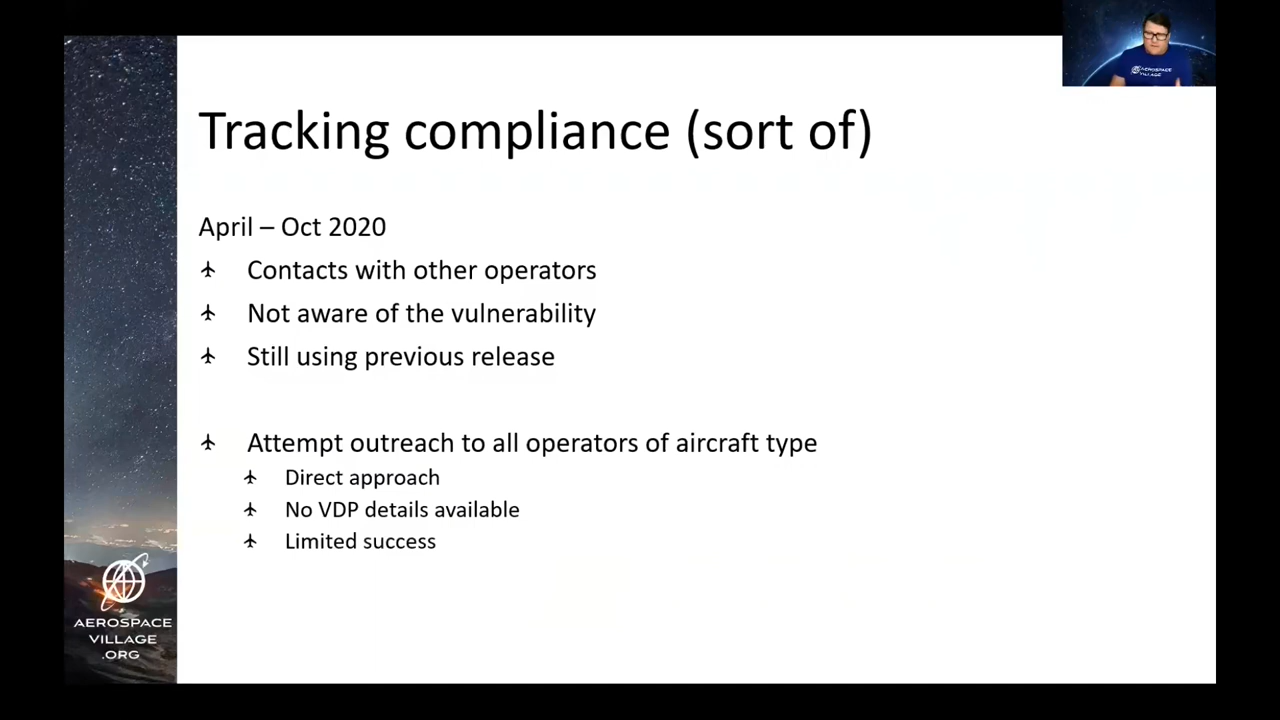 Tracking compliance (sort of)
April – Oct 2020
Contacts with other operators
Not aware of the vulnerability
Still using previous release
Attempt outreach to all operators of aircraft type
Direct approach
No VDP details available
Limited success
AEROSPACE
VILLAGE
.ORG
AEROSPACE
VILLAGE